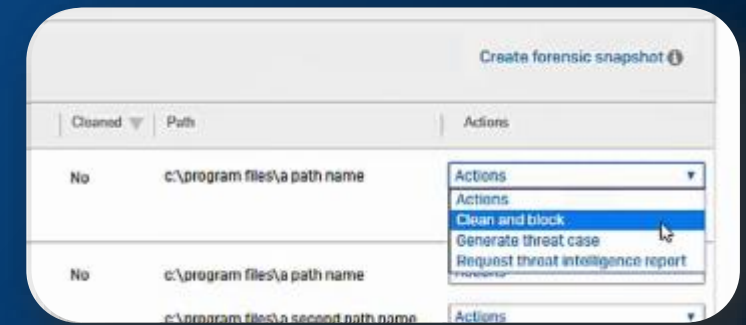 Create forensic snapshot
Cleaned Path Actions
No c:\program files\a path name Actions
Actions
Clean and block
Generate threat case
Request threat intelligence report
No c:\program files\a path name
c:\program files\a second path name Actions